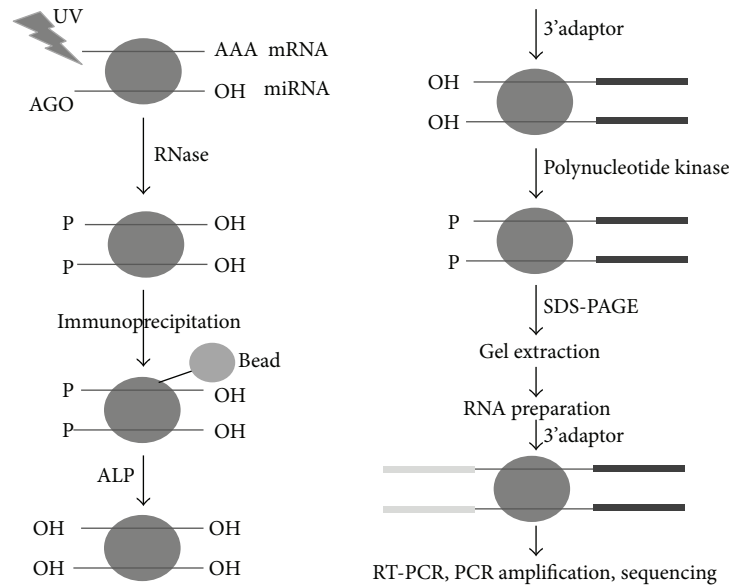 UV
AAA mRNA
AGO
OH miRNA
RNase
P
OH
P
OH
Immunoprecipitation
Bead
P
OH
P
OH
ALP
OH
OH
OH
OH
3'adaptor
OH
OH
Polynucleotide kinase
P
P
SDS-PAGE
Gel extraction
RNA preparation
3'adaptor
RT-PCR, PCR amplification, sequencing